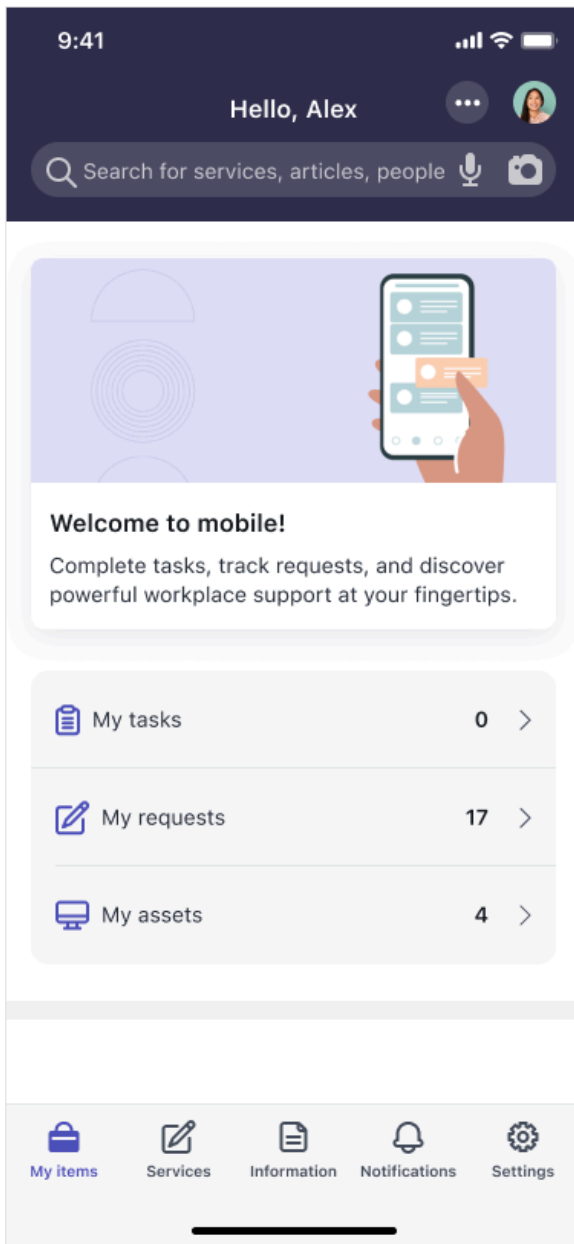 9:41
Hello, Alex
Search for services, articles, people
Welcome to mobile!
Complete tasks, track requests, and discover
powerful workplace support at your fingertips.
My tasks 0
My requests 17
My assets 4
My items Services Information Notifications Settings